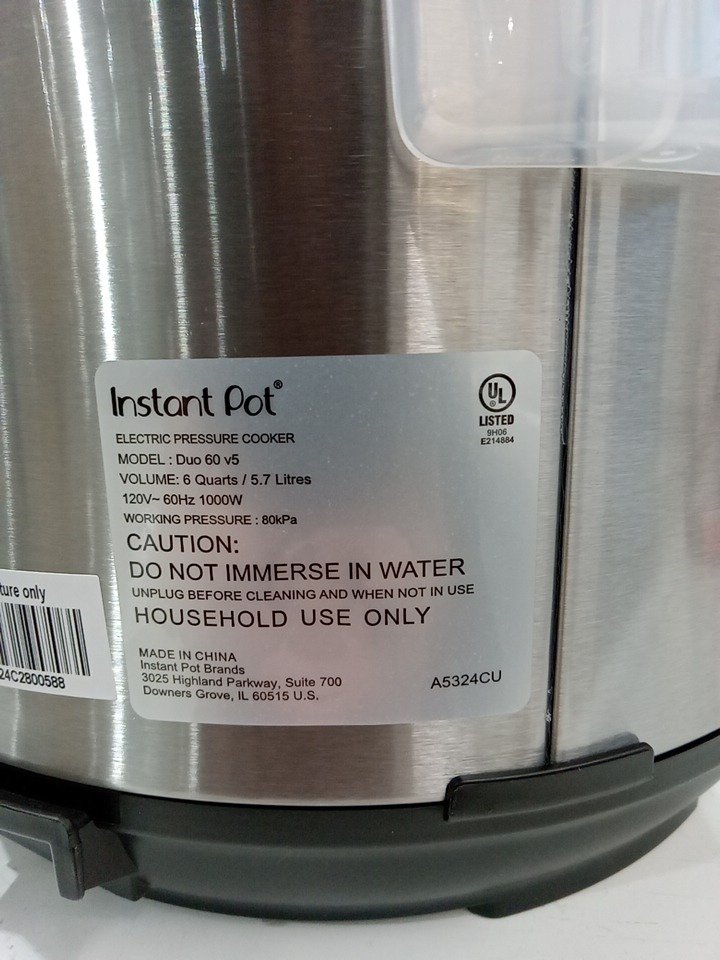 Instant Pot®
ELECTRIC PRESSURE COOKER
MODEL : Duo 60 v5
VOLUME: 6 Quarts / 5.7 Litres
120V~ 60Hz 1000W
WORKING PRESSURE : 80kPa
CAUTION:
DO NOT IMMERSE IN WATER
UNPLUG BEFORE CLEANING AND WHEN NOT IN USE
HOUSEHOLD USE ONLY
MADE IN CHINA
Instant Pot Brands
3025 Highland Parkway, Suite 700
Downers Grove, IL 60515 U.S.
A5324CU
UL
LISTED
9H06
E214884
ture only
24C2800588